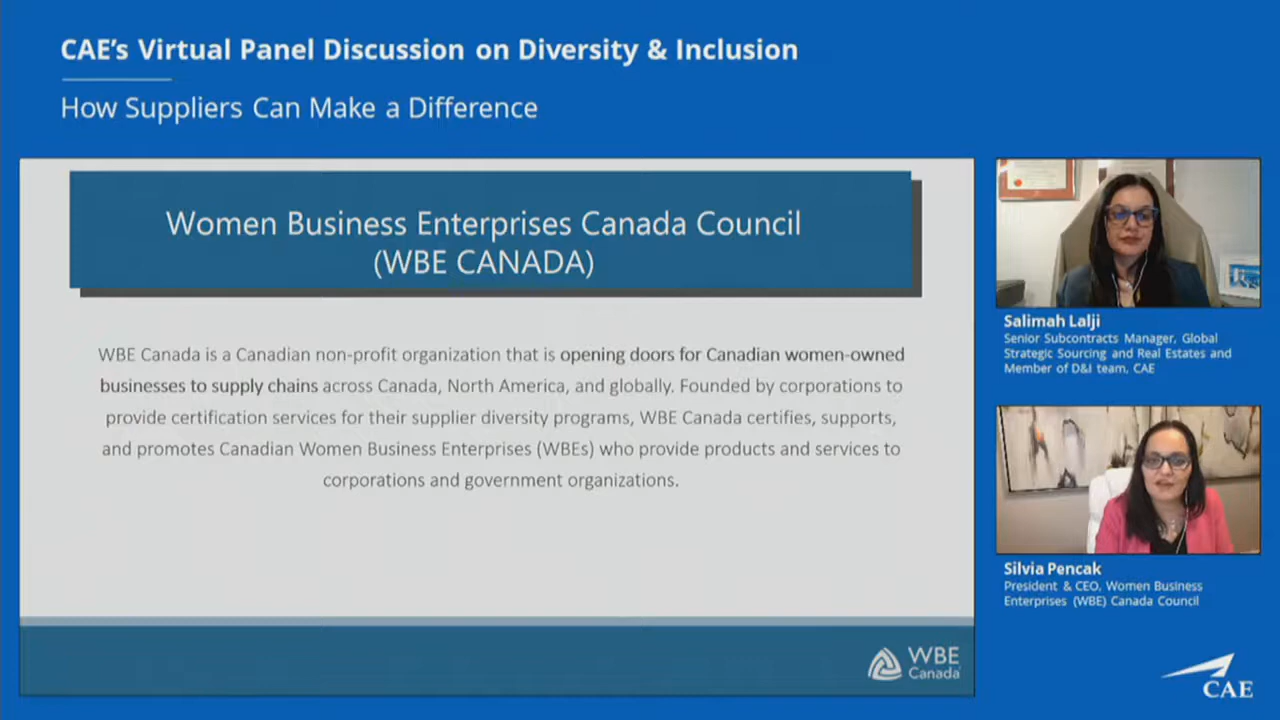 CAE’s Virtual Panel Discussion on Diversity & Inclusion
How Suppliers Can Make a Difference
Women Business Enterprises Canada Council
(WBE CANADA)
WBE Canada is a Canadian non-profit organization that is opening doors for Canadian women-owned
businesses to supply chains across Canada, North America, and globally. Founded by corporations to
provide certification services for their supplier diversity programs, WBE Canada certifies, supports,
and promotes Canadian Women Business Enterprises (WBEs) who provide products and services to
corporations and government organizations.
WBE
Canada
Salimah Lalji
Senior Subcontracts Manager, Global
Strategic Sourcing and Real Estates and
Member of D&I team, CAE
Silvia Pencak
President & CEO, Women Business
Enterprises (WBE) Canada Council
CAE